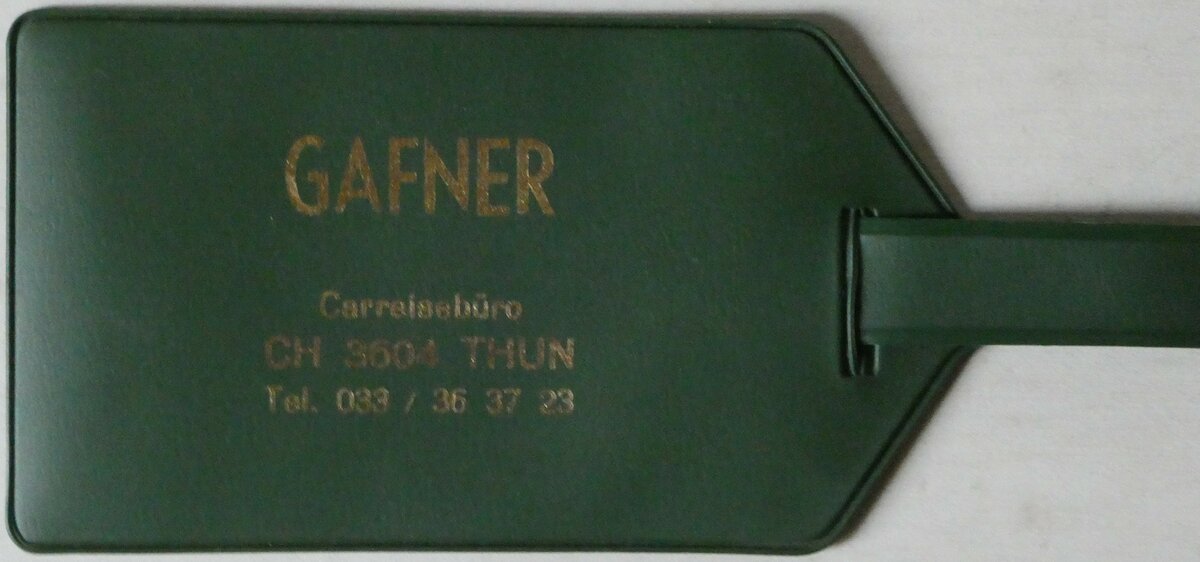 GAFNER
Carreisebüro
CH 3604 THUN
Tel. 033 / 36 37 23